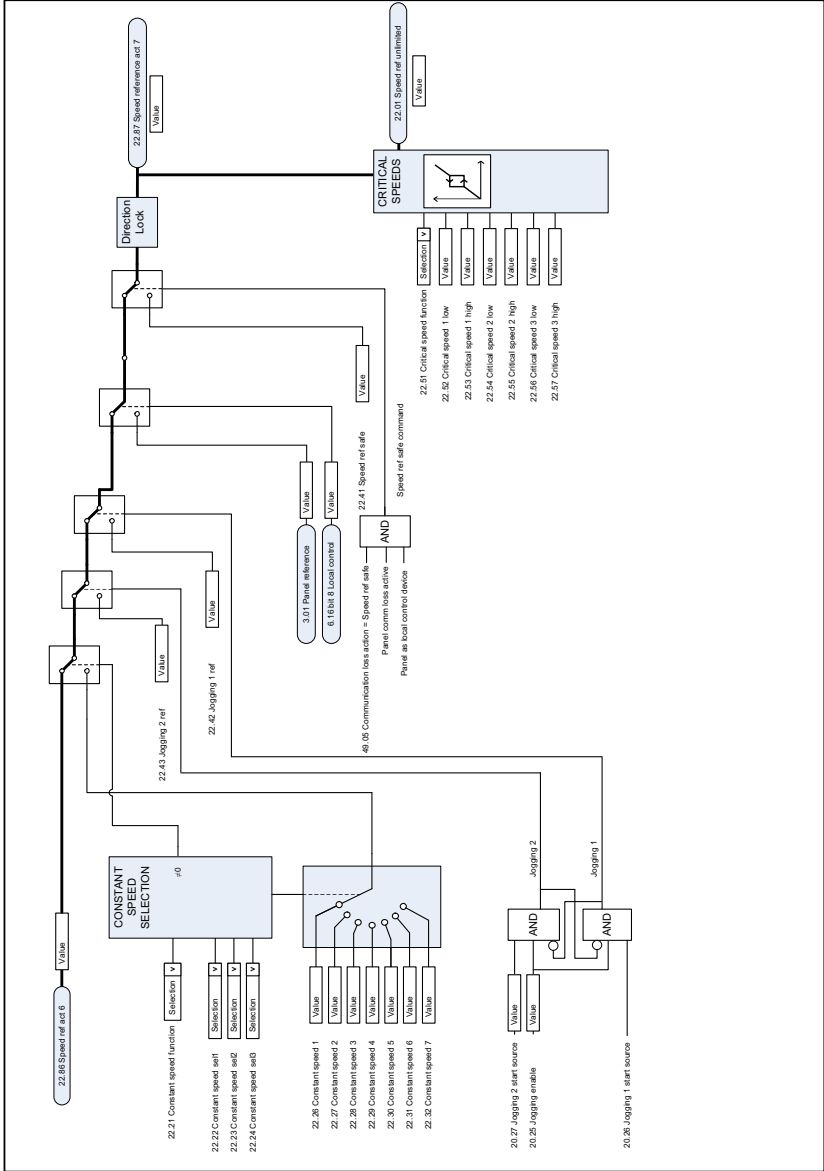 22.86 Speed ref act 6
Value
22.21 Constant speed function
Selection
v
22.22 Constant speed sel1
Selection
v
22.23 Constant speed sel2
Selection
v
22.24 Constant speed sel3
Selection
v
CONSTANT
SPEED
SELECTION
≠0
22.26 Constant speed 1
Value
22.27 Constant speed 2
Value
22.28 Constant speed 3
Value
22.29 Constant speed 4
Value
22.30 Constant speed 5
Value
22.31 Constant speed 6
Value
22.32 Constant speed 7
Value
20.27 Jogging 2 start source
Value
20.25 Jogging enable
Value
20.26 Jogging 1 start source
AND
AND
Jogging 2
Jogging 1
22.43 Jogging 2 ref
Value
22.42 Jogging 1 ref
Value
3.01 Panel reference
Value
6.16 bit 8 Local control
Value
22.41 Speed ref safe
Value
49.05 Communication loss action = Speed ref safe
Panel comm loss active
Panel as local control device
AND
Speed ref safe command
Direction
Lock
22.87 Speed reference act 7
Value
22.51 Critical speed function
Selection
v
22.52 Critical speed 1 low
Value
22.53 Critical speed 1 high
Value
22.54 Critical speed 2 low
Value
22.55 Critical speed 2 high
Value
22.56 Critical speed 3 low
Value
22.57 Critical speed 3 high
Value
CRITICAL
SPEEDS
22.01 Speed ref unlimited
Value